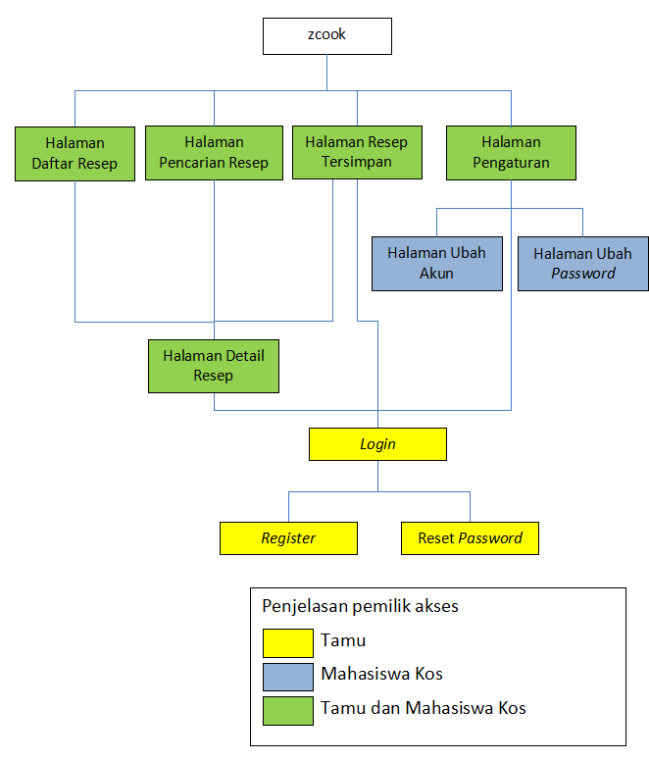 zcook
Halaman
Daftar Resep
Halaman
Pencarian Resep
Halaman Resep
Tersimpan
Halaman
Pengaturan
Halaman Ubah
Akun
Halaman Ubah
Password
Halaman Detail
Resep
Login
Register
Reset Password
Penjelasan pemilik akses
Tamu
Mahasiswa Kos
Tamu dan Mahasiswa Kos